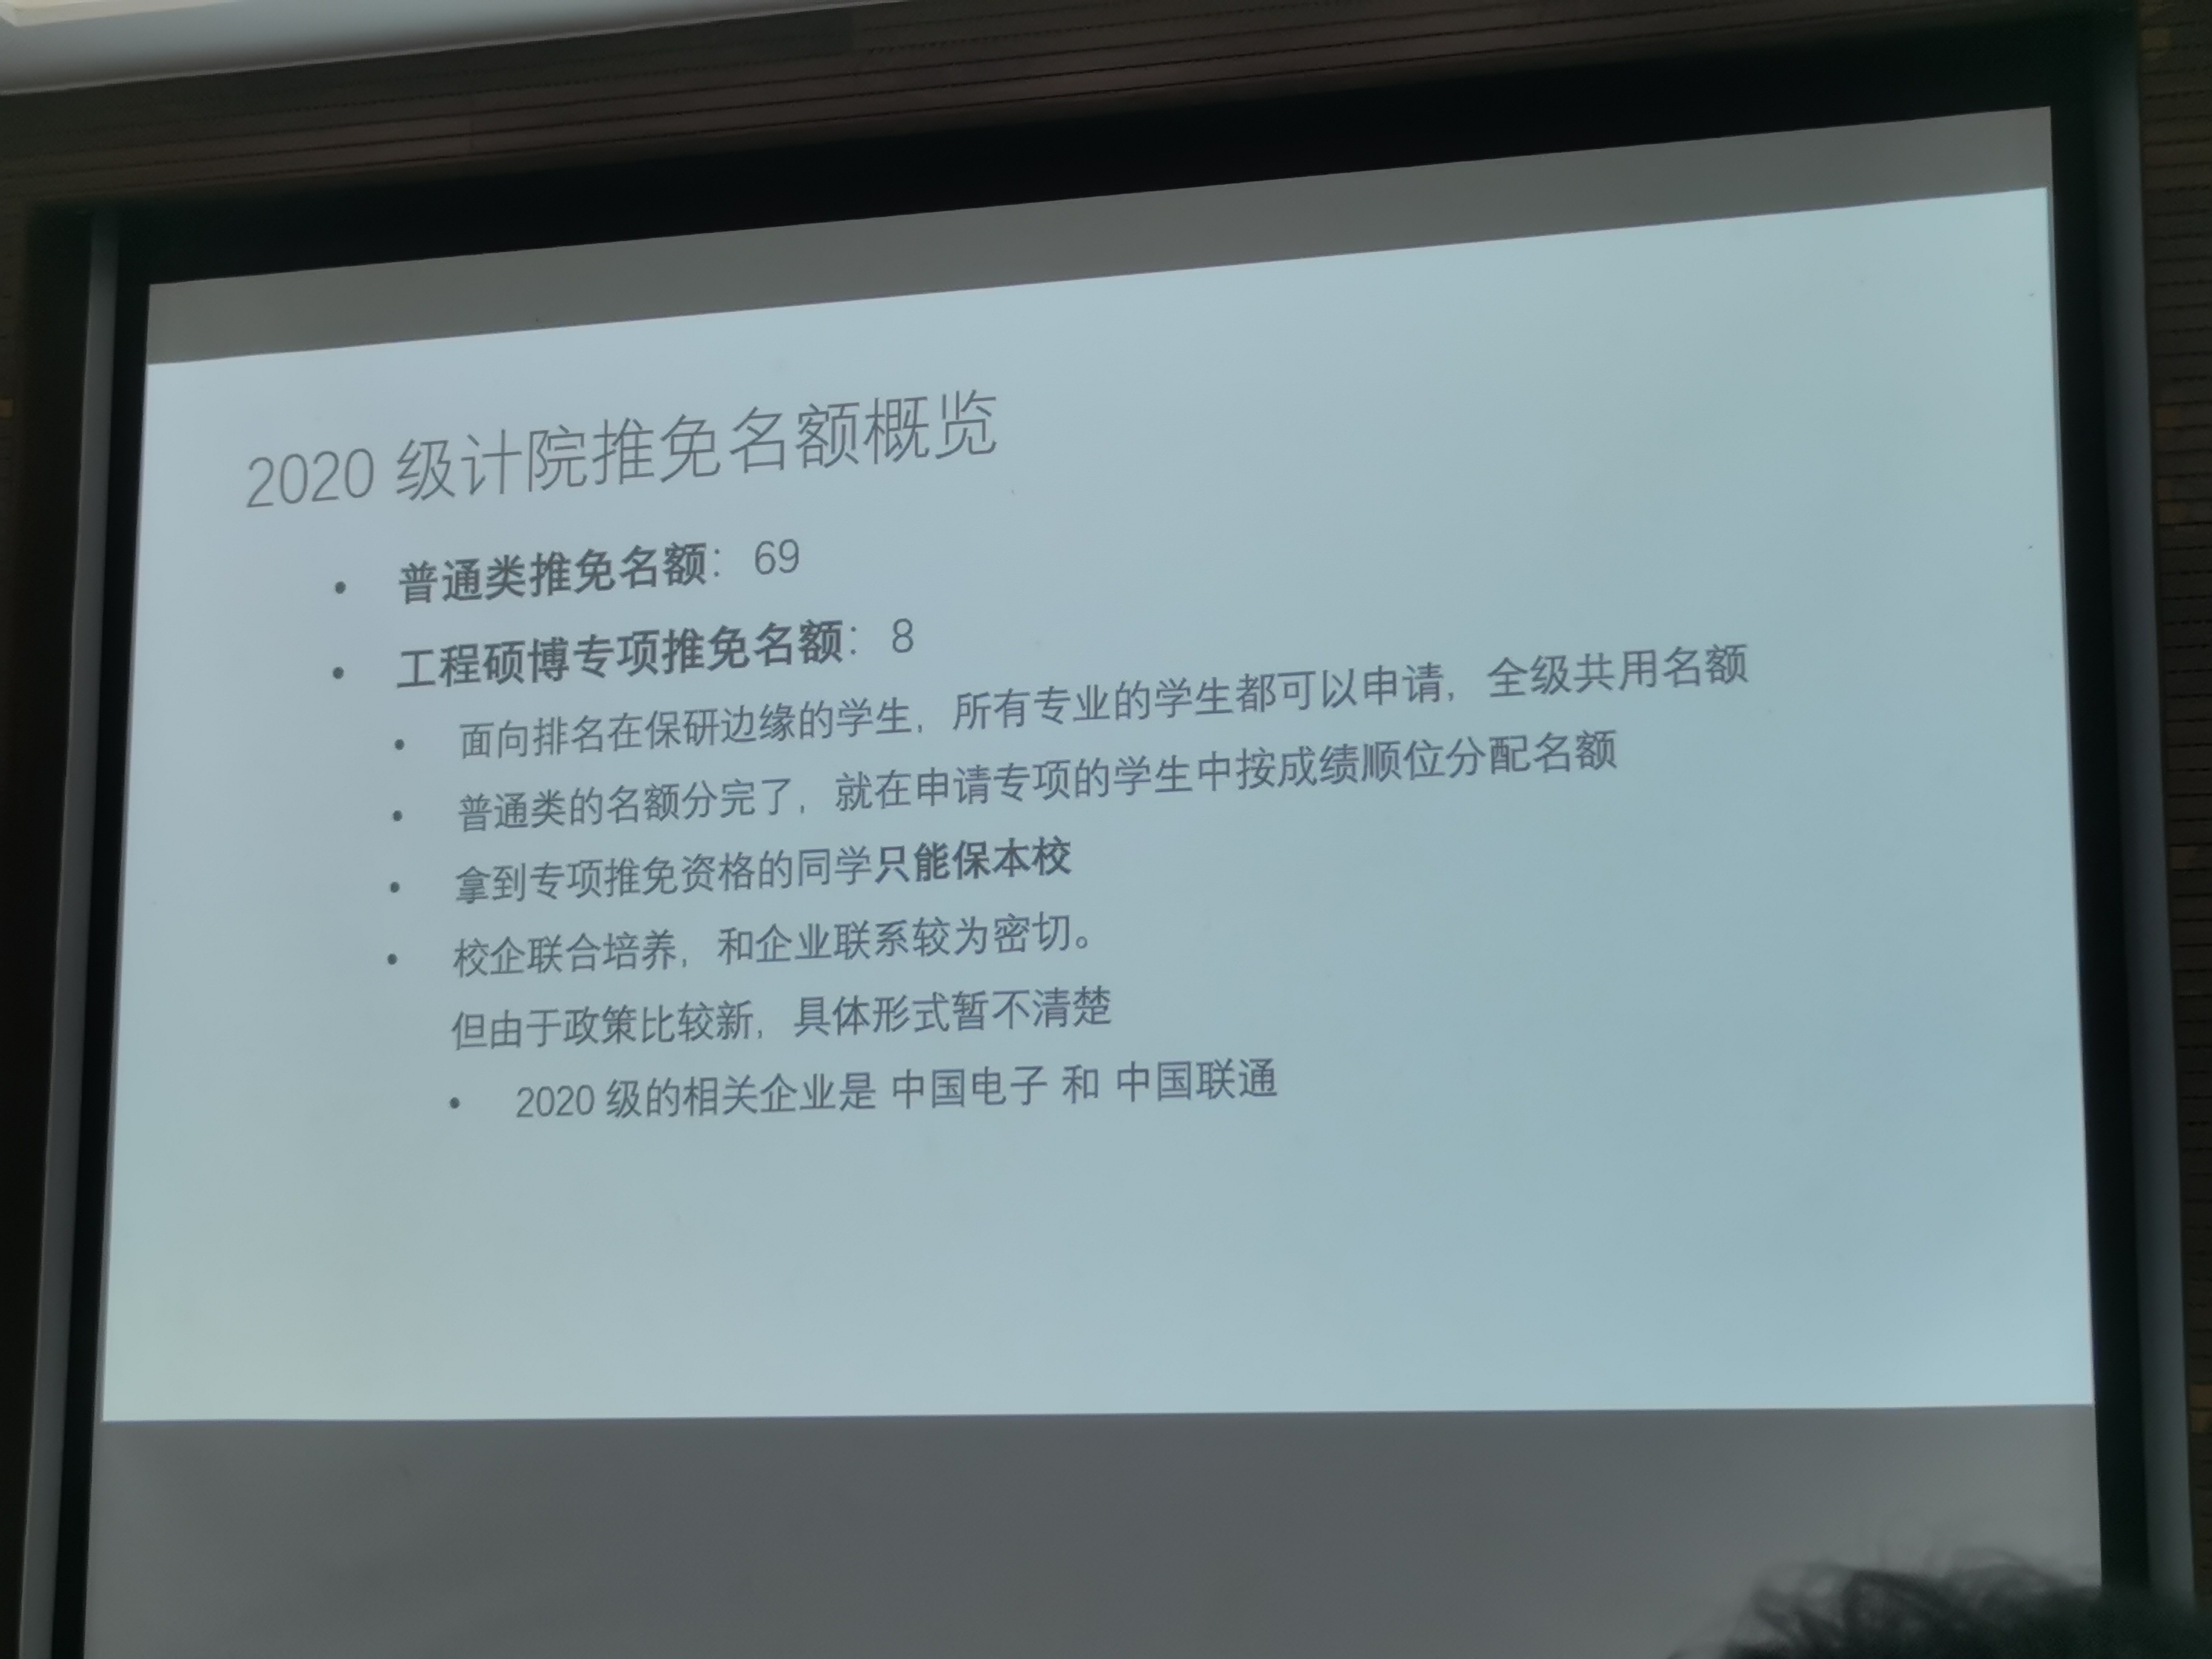 2020 级计院推免名额概览
• 普通类推免名额：69
• 工程硕博专项推免名额：8
• 面向排名在保研边缘的学生，所有专业的学生都可以申请，全级共用名额
• 普通类的名额分完了，就在申请专项的学生中按成绩顺位分配名额
• 拿到专项推免资格的同学只能保本校
• 校企联合培养，和企业联系较为密切。
但由于政策比较新，具体形式暂不清楚
• 2020 级的相关企业是 中国电子 和 中国联通